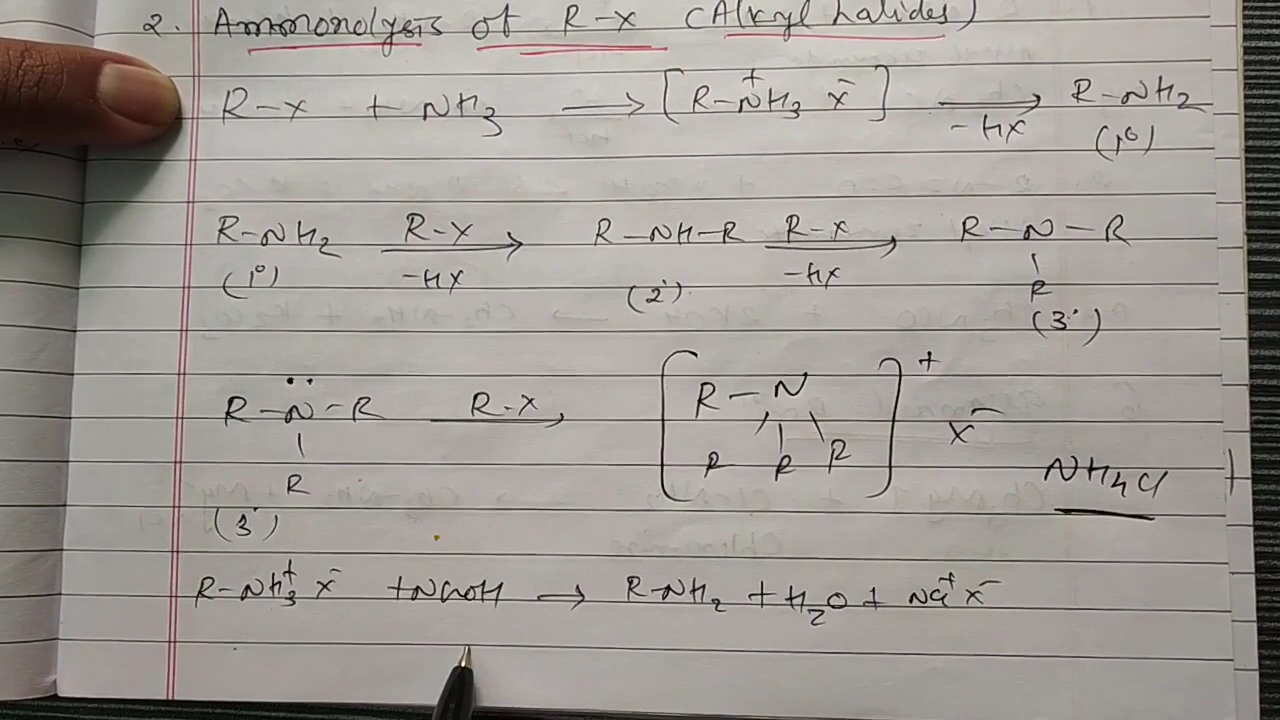 2. Ammonolysis of R-X (Alkyl halides)
R-X + NH3 ⟶ [R-N⁺H3 X⁻] ⟶ R-NH2
-HX (1°)
R-NH2 R-X ⟶ R-NH-R R-X ⟶ R-N-R
(1°) -HX (2°) -HX R
(3°)
R-N̈-R R-X ⟶ [R-N R R R]⁺ X⁻
R NH4Cl
(3°)
R-NH3⁺ X⁻ + NaOH ⟶ R-NH2 + H2O + Na⁺X⁻